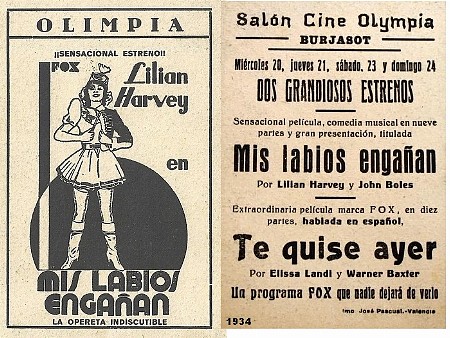 OLIMPIA
¡¡SENSACIONAL ESTRENO!!
FOX
Lilian
Harvey
en
MIS LABIOS
ENGAÑAN
LA OPERETA INDISCUTIBLE
Salón Cine Olympia
BURJASOT
Miércoles 20, jueves 21, sábado, 23 y domingo 24
DOS GRANDIOSOS ESTRENOS
Sensacional película, comedia musical en nueve
partes y gran presentación, titulada
Mis labios engañan
Por Lilian Harvey y John Boles
Extraordinaria película marca FOX, en diez
partes, hablada en español,
Te quise ayer
Por Elissa Landi y Warner Baxter
Un programa FOX que nadie dejará de verlo
Imp José Pascual.-Valencia
1934